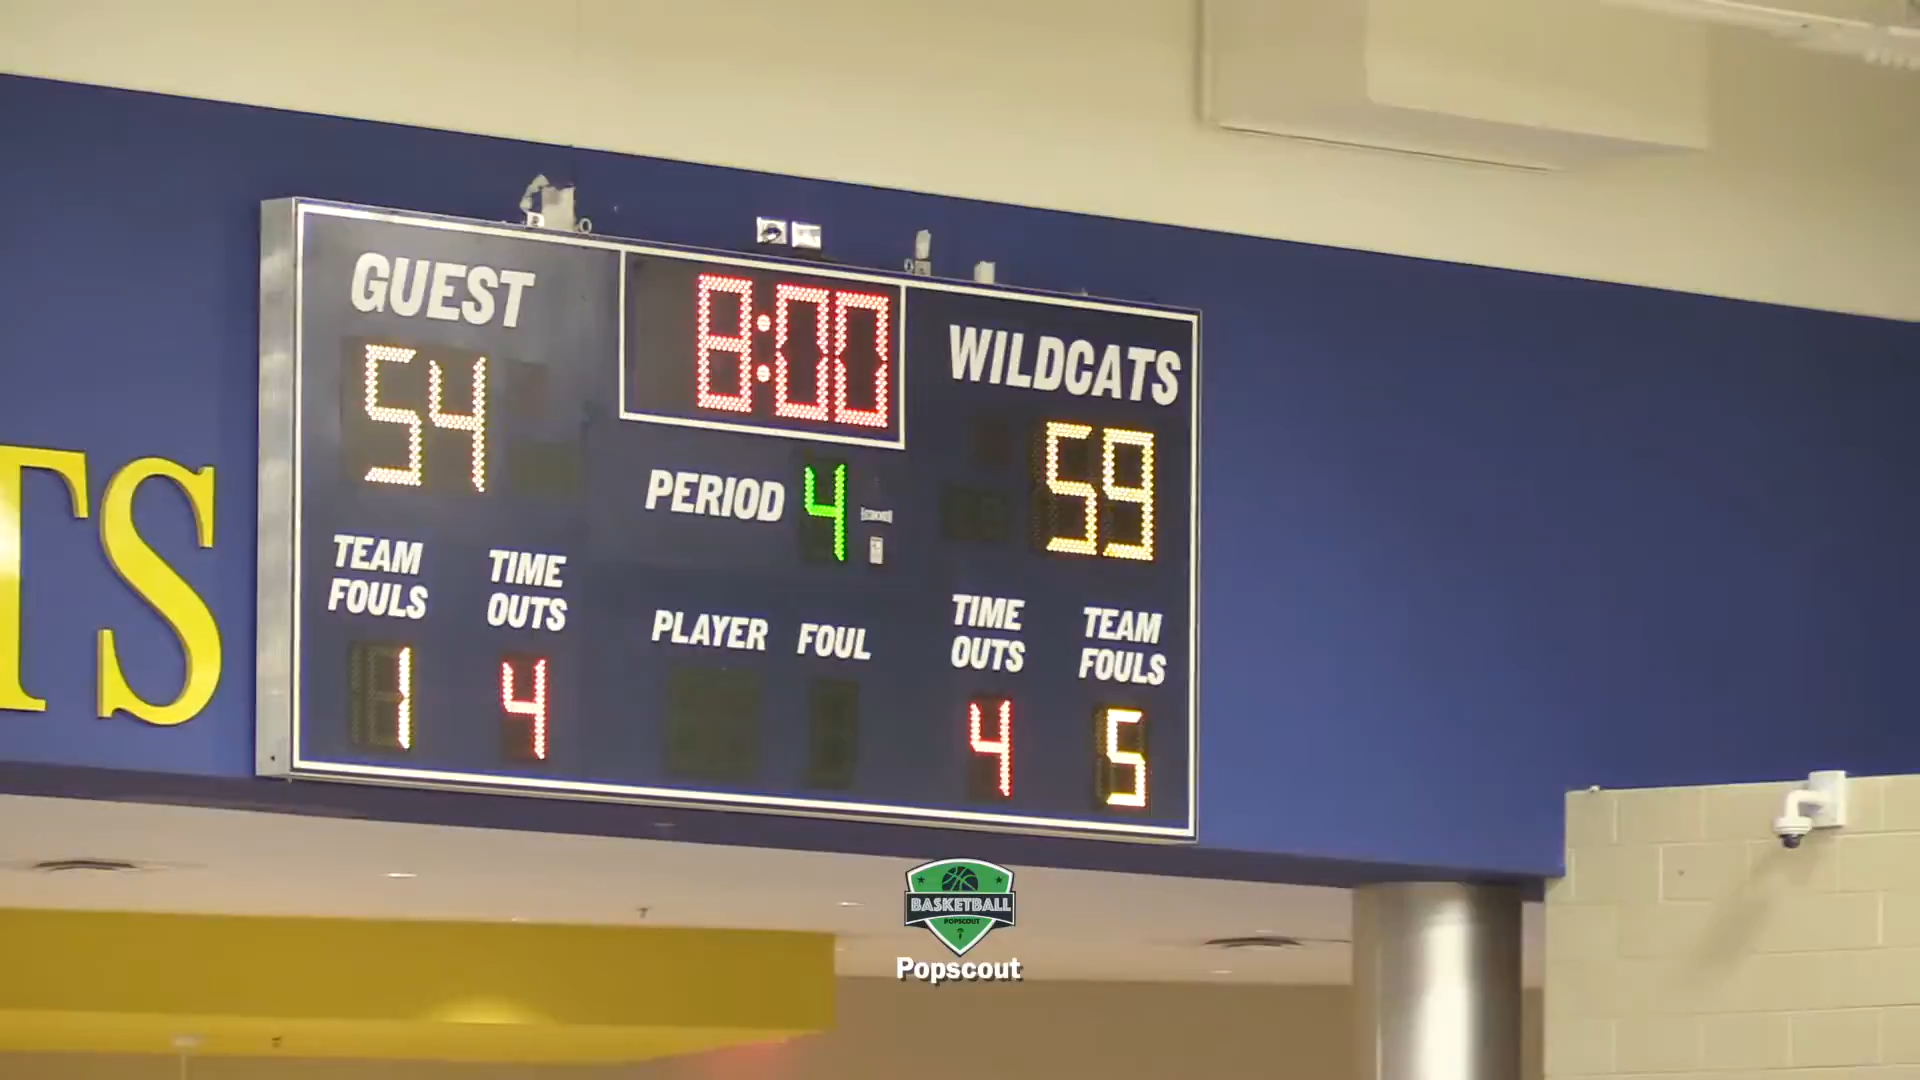 GUEST
8:00
WILDCATS
54
59
PERIOD 4
TEAM
FOULS
TIME
OUTS
PLAYER FOUL
TIME
OUTS
TEAM
FOULS
1
4
4
5
TS
BASKETBALL
POPSCOUT
Popscout